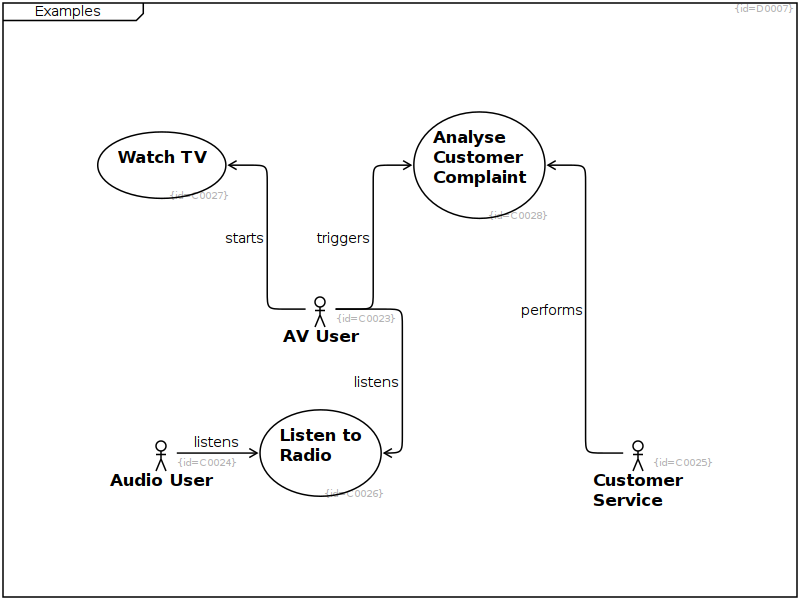 Examples
{id=D0007}
Watch TV
{id=C0027}
Analyse
Customer
Complaint
{id=C0028}
starts
triggers
performs
{id=C0023}
AV User
listens
listens
{id=C0024}
Audio User
Listen to
Radio
{id=C0026}
{id=C0025}
Customer
Service